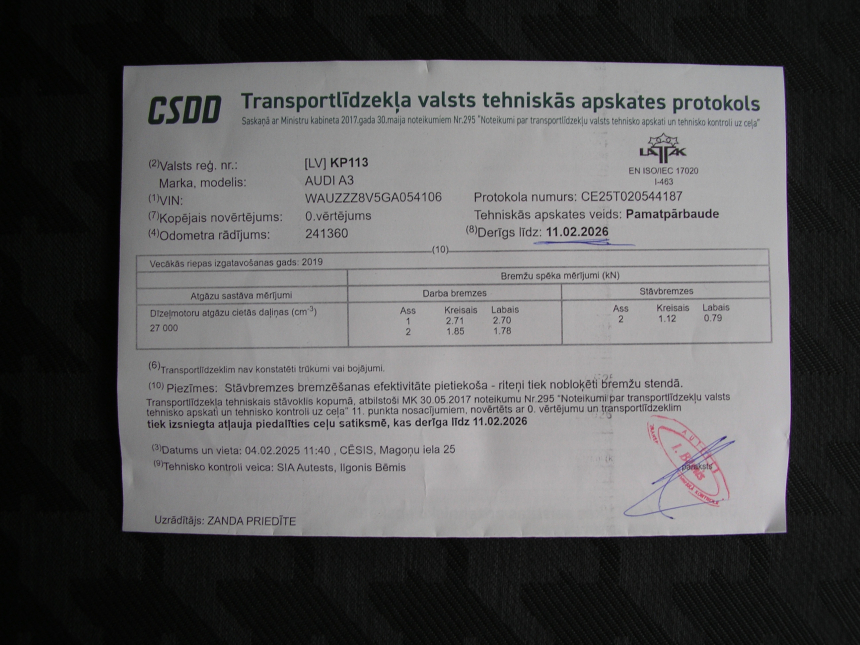 CSDD Transportlīdzekļa valsts tehniskās apskates protokols
Saskaņā ar Ministru kabineta 2017.gada 30.maija noteikumiem Nr.295 "Noteikumi par transportlīdzekļu valsts tehnisko apskati un tehnisko kontroli uz ceļa"
LATAK
EN ISO/IEC 17020
I-463
(2)Valsts reģ. nr.: [LV] KP113
Marka, modelis: AUDI A3
(1)VIN: WAUZZZ8V5GA054106 Protokola numurs: CE25T020544187
(7)Kopējais novērtējums: 0.vērtējums Tehniskās apskates veids: Pamatpārbaude
(4)Odometra rādījums: 241360 (8)Derīgs līdz: 11.02.2026
(10)
Vecākās riepas izgatavošanas gads: 2019
Bremžu spēka mērījumi (kN)
Atgāzu sastāva mērījumi Darba bremzes Stāvbremzes
Dīzeļmotoru atgāzu cietās daļiņas (cm-3) Ass Kreisais Labais Ass Kreisais Labais
27 000 1 2.71 2.70 2 1.12 0.79
2 1.85 1.78
(6)Transportlīdzeklim nav konstatēti trūkumi vai bojājumi.
(10) Piezīmes: Stāvbremzes bremzēšanas efektivitāte pietiekoša - riteņi tiek nobloķēti bremžu stendā.
Transportlīdzekļa tehniskais stāvoklis kopumā, atbilstoši MK 30.05.2017 noteikumu Nr.295 "Noteikumi par transportlīdzekļu valsts
tehnisko apskati un tehnisko kontroli uz ceļa" 11. punkta nosacījumiem, novērtēts ar 0. vērtējumu un transportlīdzeklim
tiek izsniegta atļauja piedalīties ceļu satiksmē, kas derīga līdz 11.02.2026
(3)Datums un vieta: 04.02.2025 11:40 , CĒSIS, Magoņu iela 25
(9)Tehnisko kontroli veica: SIA Autests, Ilgonis Bēmis
paraksts
Uzrādītājs: ZANDA PRIEDĪTE